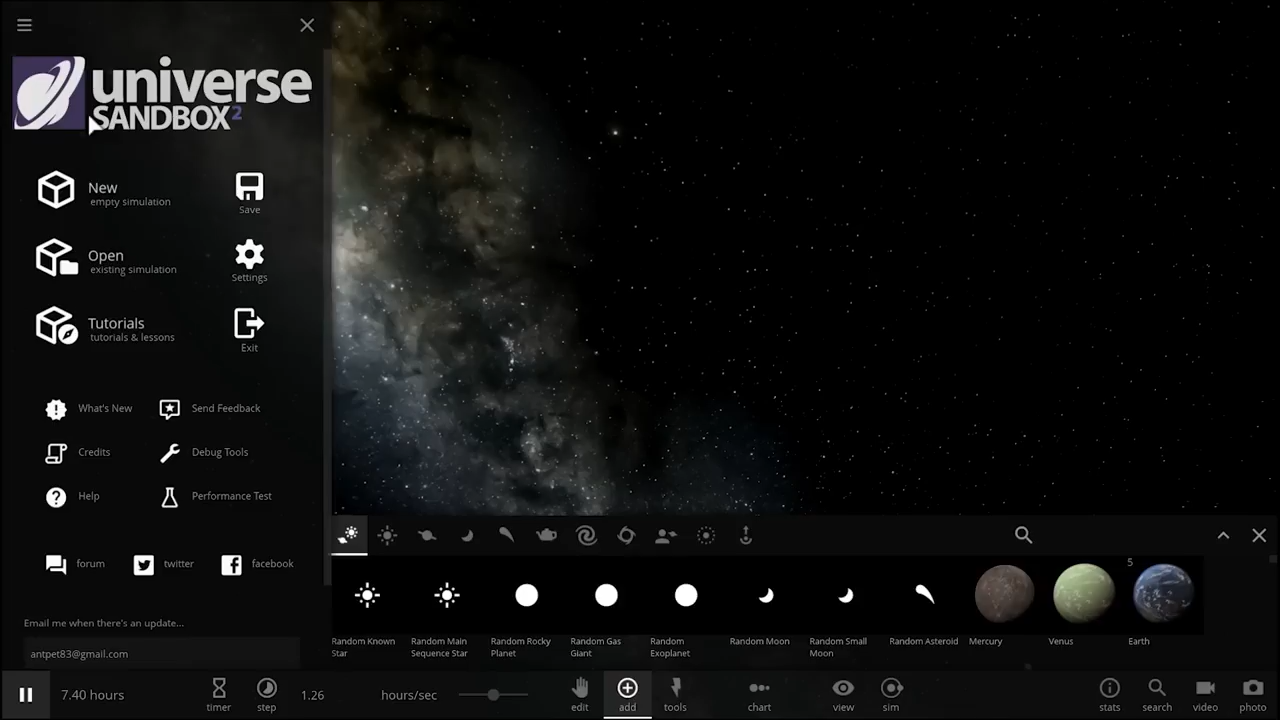 universe
SANDBOX²
New
empty simulation
Save
Open
existing simulation
Settings
Tutorials
tutorials & lessons
Exit
What's New
Send Feedback
Credits
Debug Tools
Help
Performance Test
forum
twitter
facebook
Email me when there's an update...
antpet83@gmail.com
5
Random Known
Star
Random Main
Sequence Star
Random Rocky
Planet
Random Gas
Giant
Random
Exoplanet
Random Moon
Random Small
Moon
Random Asteroid
Mercury
Venus
Earth
7.40 hours
timer
step
1.26
hours/sec
edit
add
tools
chart
view
sim
stats
search
video
photo